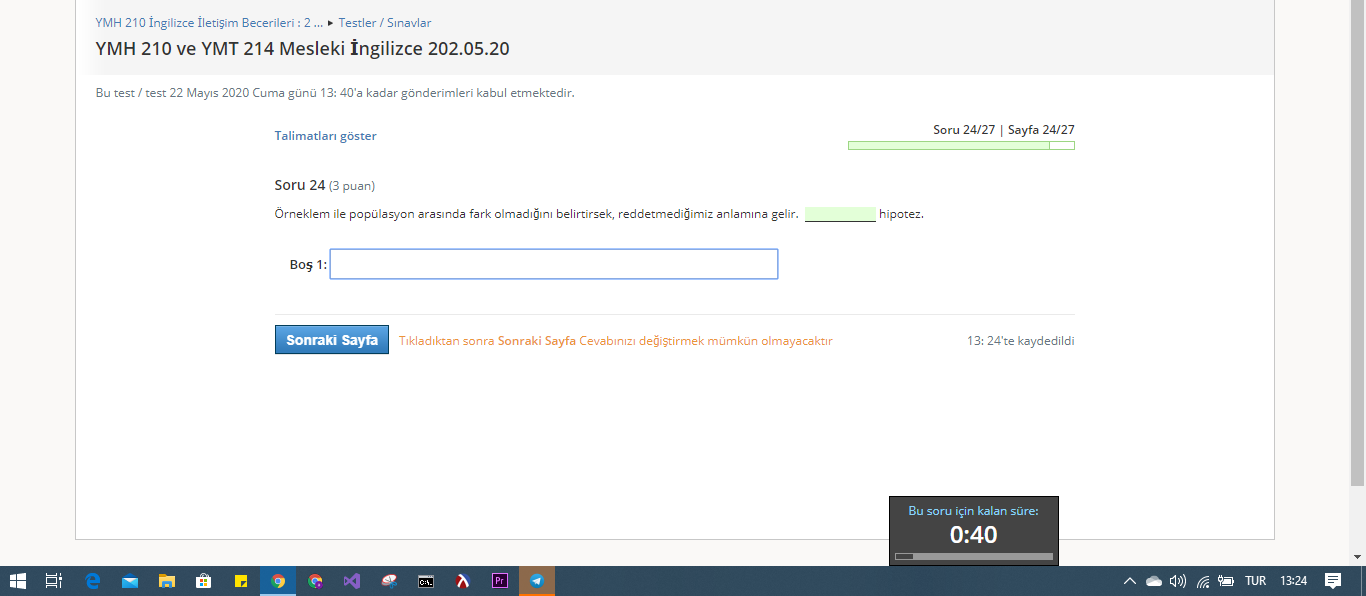 YMH 210 İngilizce İletişim Becerileri : 2 ... ▸ Testler / Sınavlar
YMH 210 ve YMT 214 Mesleki İngilizce 202.05.20
Bu test / test 22 Mayıs 2020 Cuma günü 13: 40'a kadar gönderimleri kabul etmektedir.
Talimatları göster
Soru 24/27 | Sayfa 24/27
Soru 24 (3 puan)
Örneklem ile popülasyon arasında fark olmadığını belirtirsek, reddetmediğimiz anlamına gelir. __________ hipotez.
Boş 1:
Sonraki Sayfa Tıkladıktan sonra Sonraki Sayfa Cevabınızı değiştirmek mümkün olmayacaktır 13: 24'te kaydedildi
Bu soru için kalan süre:
0:40
C:\_ Pr TUR 13:24